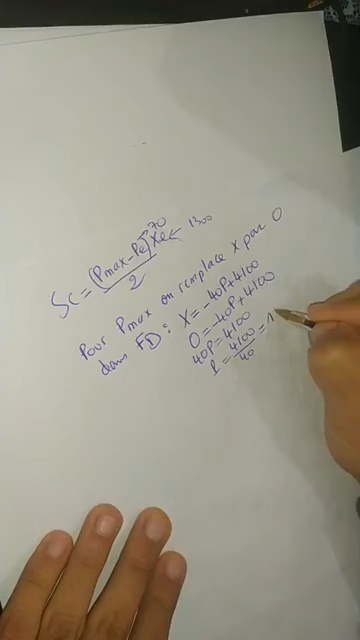 Sc = (Pmax - Pe) Xe / 2
70
1300
Pour Pmax on remplace X par 0
dans FD : X = -40P + 4100
0 = -40P + 4100
40P = 4100
P = 4100 / 40 = 1